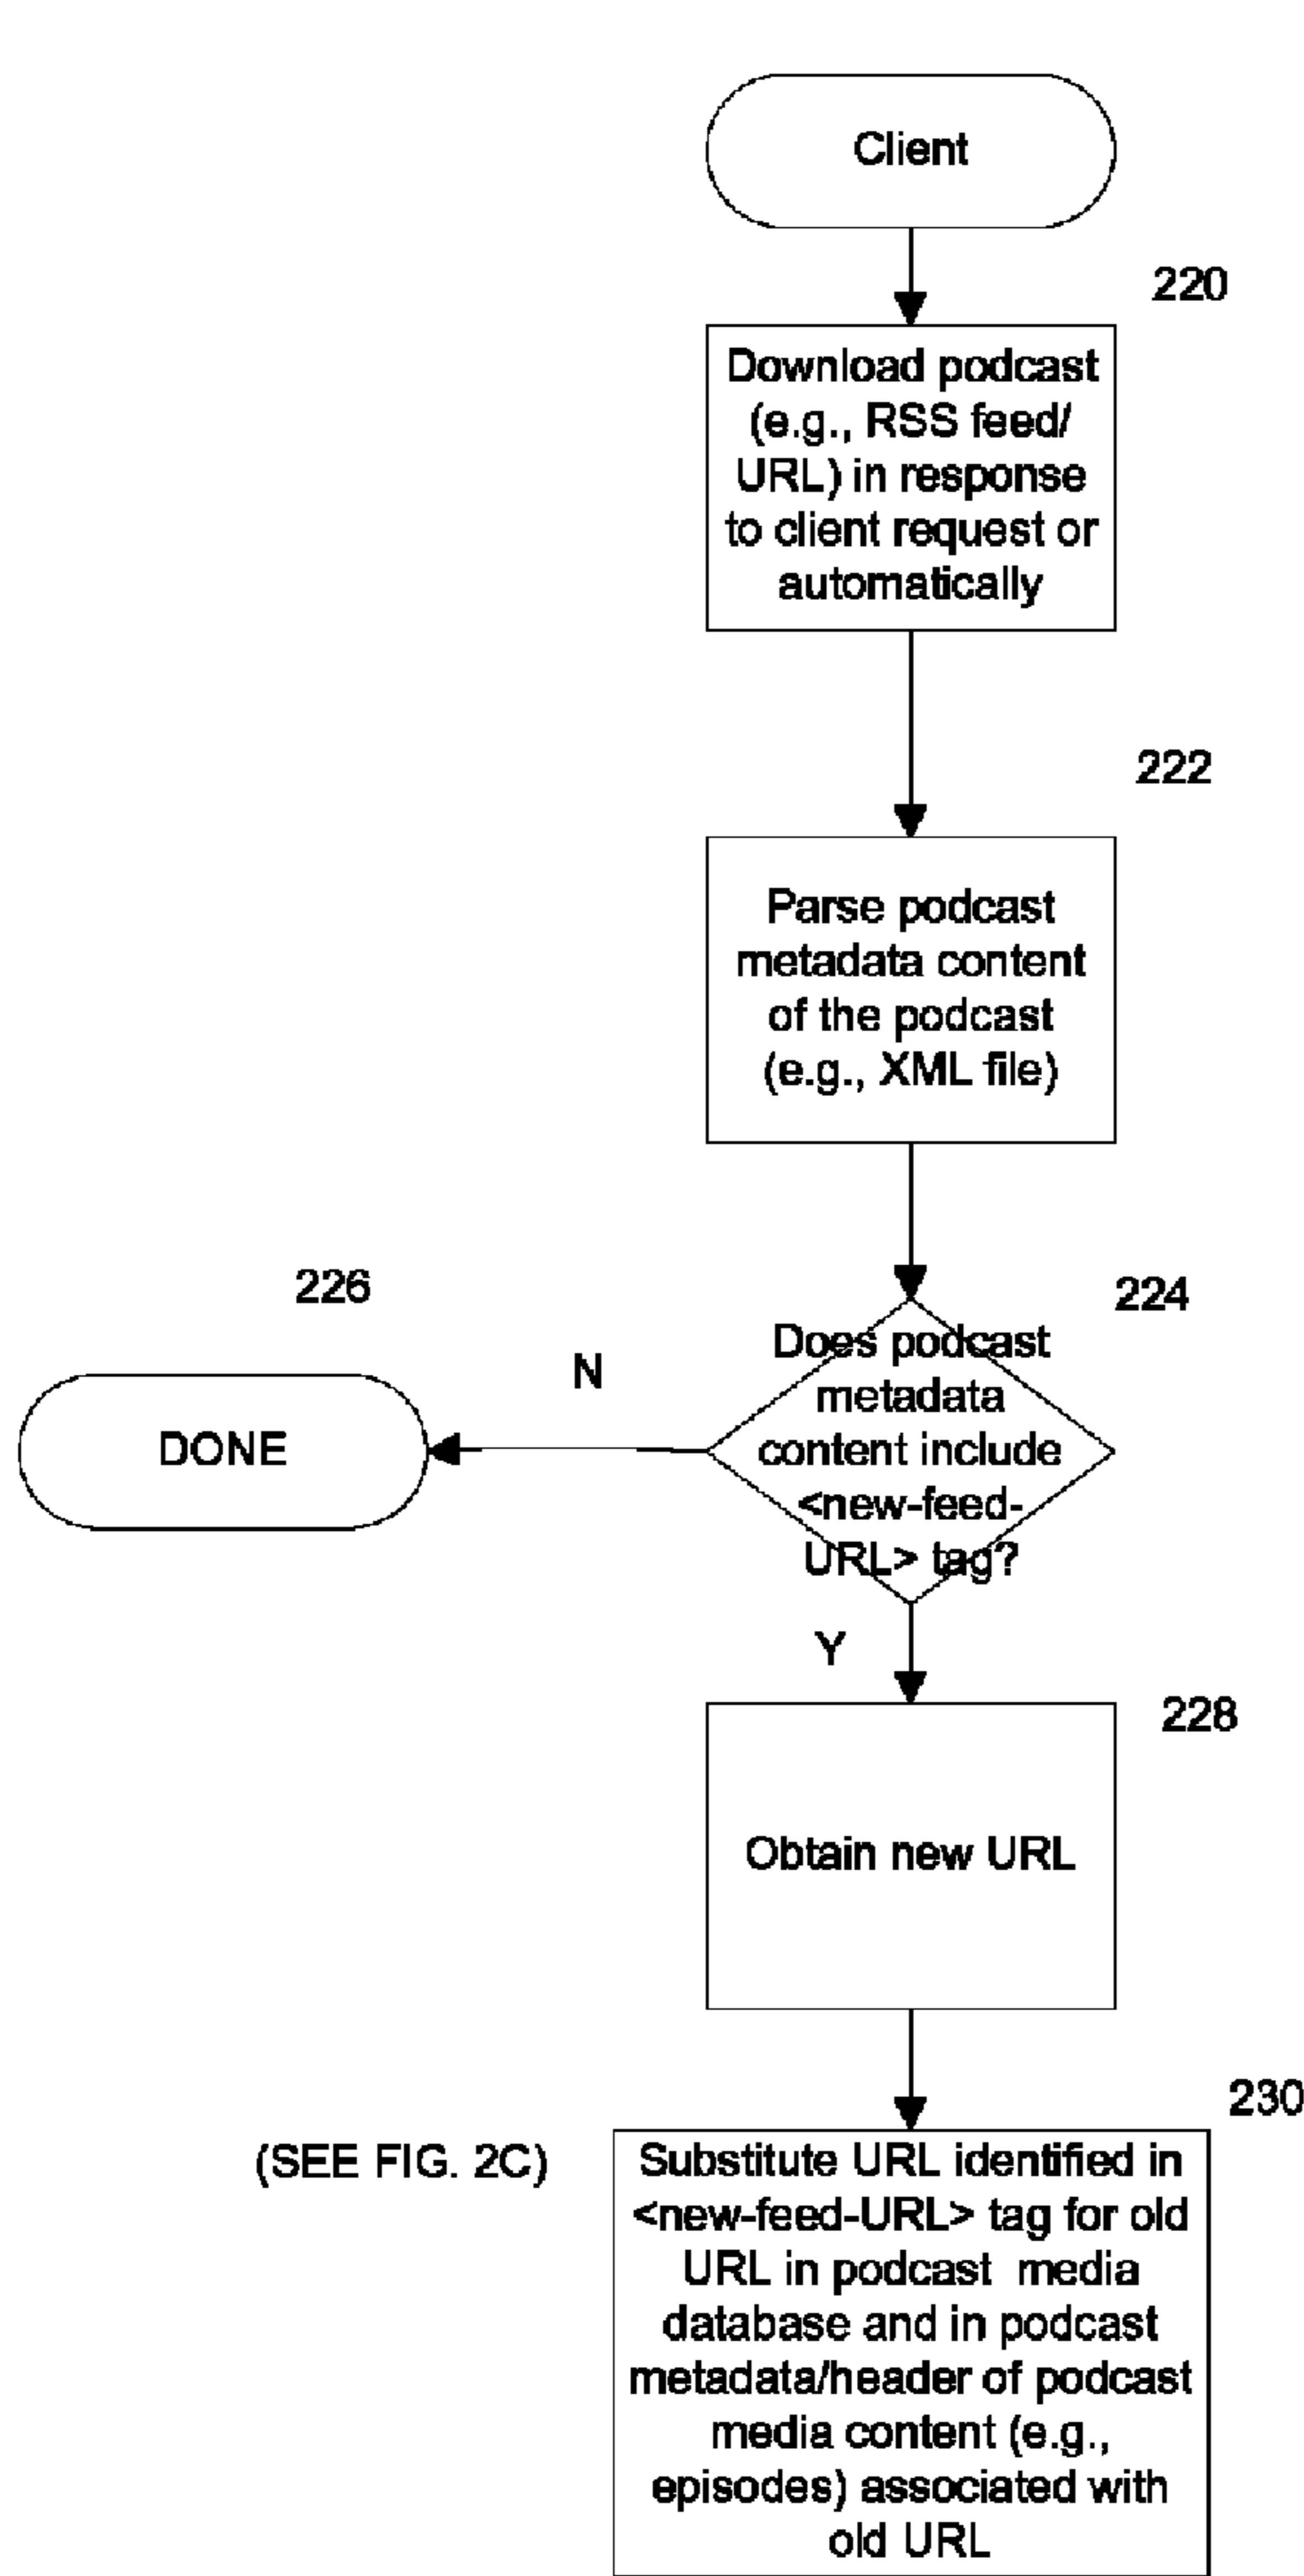 Client
220
Download podcast
(e.g., RSS feed/
URL) in response
to client request or
automatically
222
Parse podcast
metadata content
of the podcast
(e.g., XML file)
226
224
DONE
N
Does podcast
metadata
content include
<new-feed-
URL> tag?
Y
228
Obtain new URL
230
(SEE FIG. 2C)
Substitute URL identified in
<new-feed-URL> tag for old
URL in podcast media
database and in podcast
metadata/header of podcast
media content (e.g.,
episodes) associated with
old URL